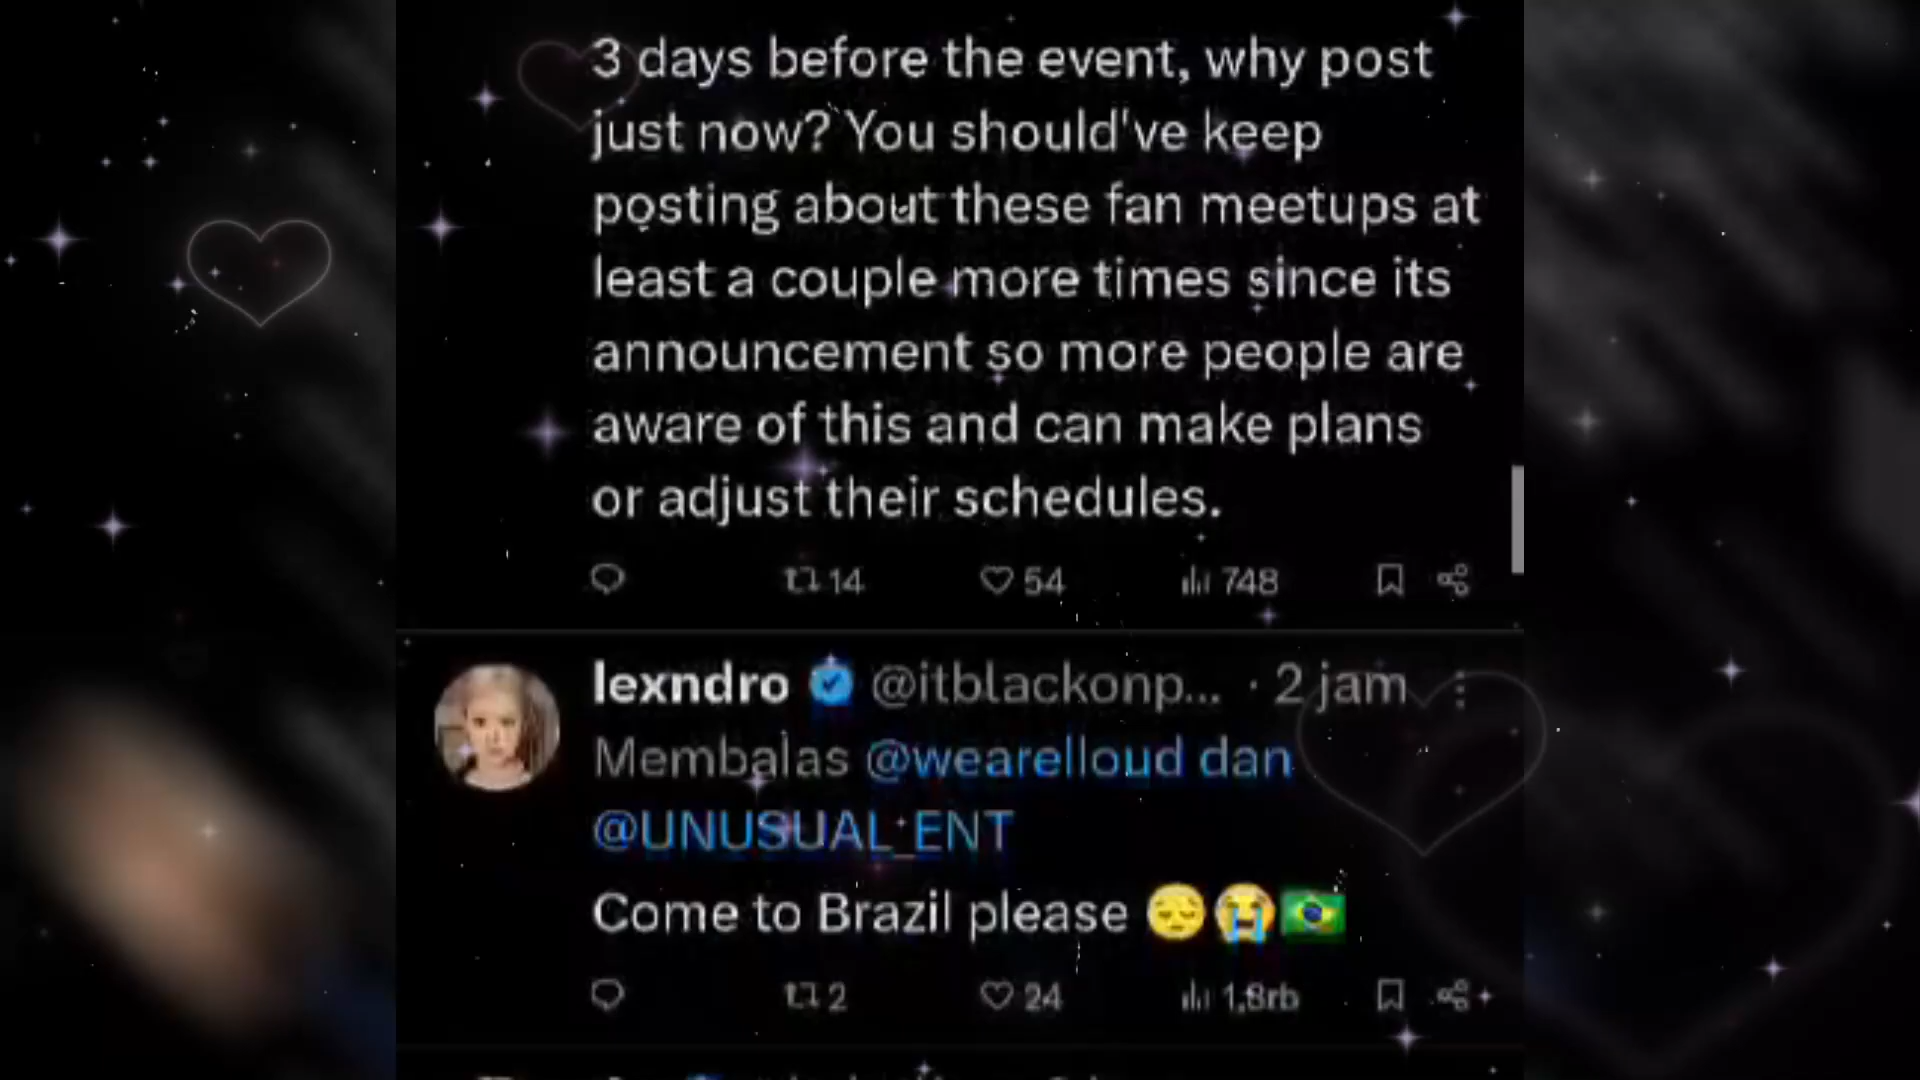 3 days before the event, why post
just now? You should've keep
posting about these fan meetups at
least a couple more times since its
announcement so more people are
aware of this and can make plans
or adjust their schedules.
14 54 748
lexndro @itblackonp... · 2 jam
Membalas @wearelloud dan
@UNUSUAL_ENT
Come to Brazil please 😔😭🇧🇷
2 24 1,8rb